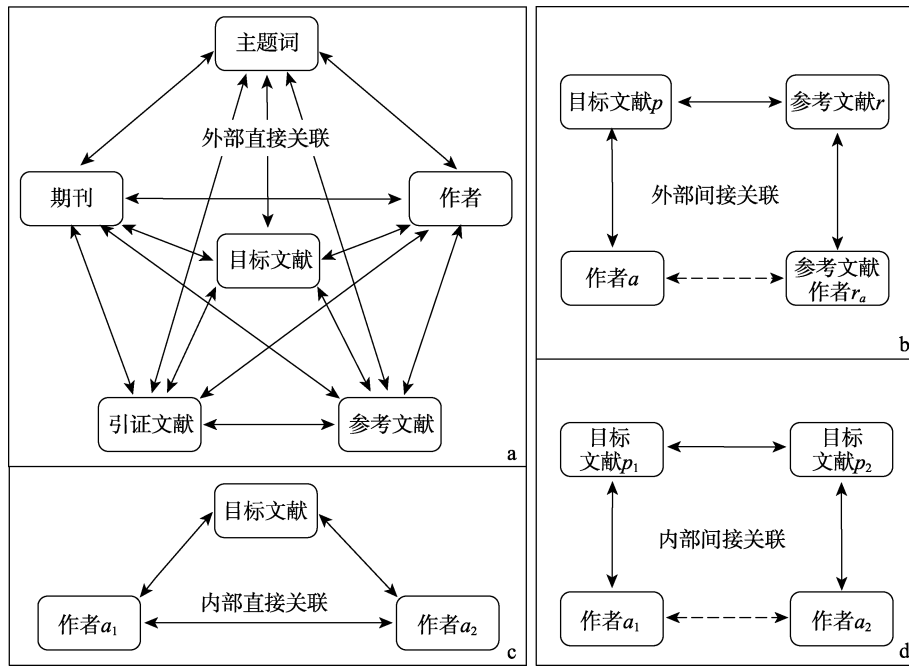 主题词
外部直接关联
期刊
作者
目标文献
引证文献
参考文献
a
目标文献p
参考文献r
外部间接关联
作者a
参考文献
作者rₐ
b
目标文献
作者a₁
内部直接关联
作者a₂
c
目标
文献p₁
目标
文献p₂
内部间接关联
作者a₁
作者a₂
d